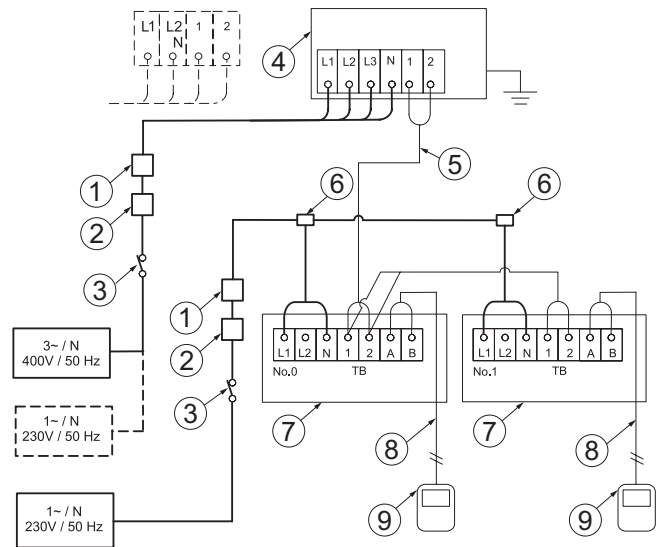 L1 L2 1 2
N
4
L1 L2 L3 N 1 2
1
5
2
6
6
3
1
2
3~ / N
400V / 50 Hz
L1 L2 N 1 2 A B
L1 L2 N 1 2 A B
No.0 TB
No.1 TB
3
1~ / N
230V / 50 Hz
7
7
8
8
1~ / N
230V / 50 Hz
9
9